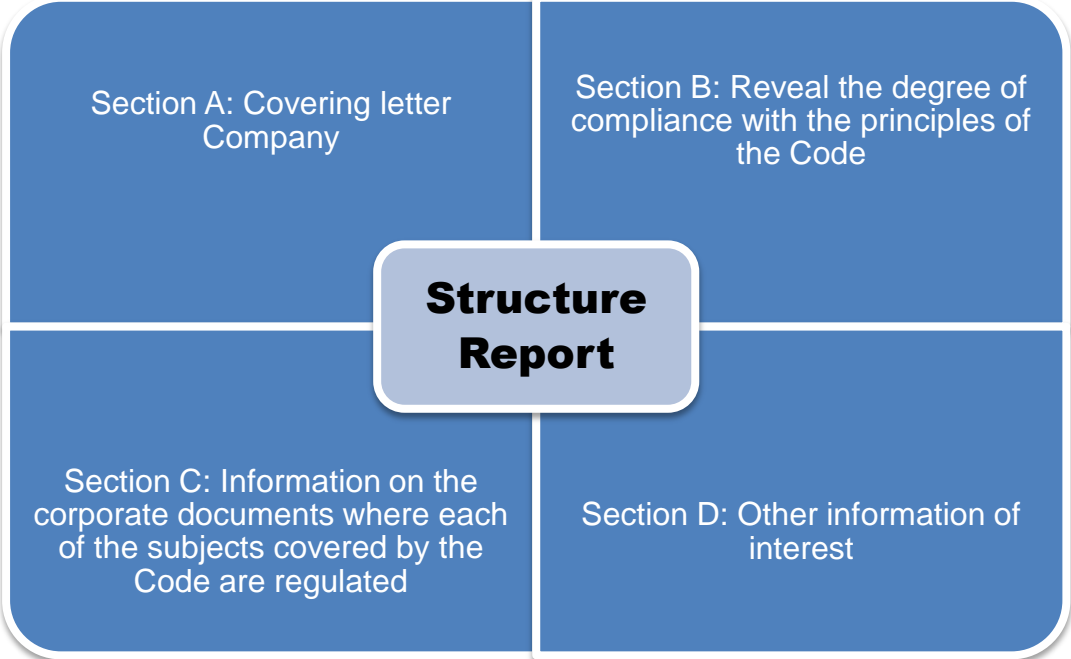 Section A: Covering letter
Company
Section B: Reveal the degree of
compliance with the principles of
the Code
Structure
Report
Section C: Information on the
corporate documents where each
of the subjects covered by the
Code are regulated
Section D: Other information of
interest